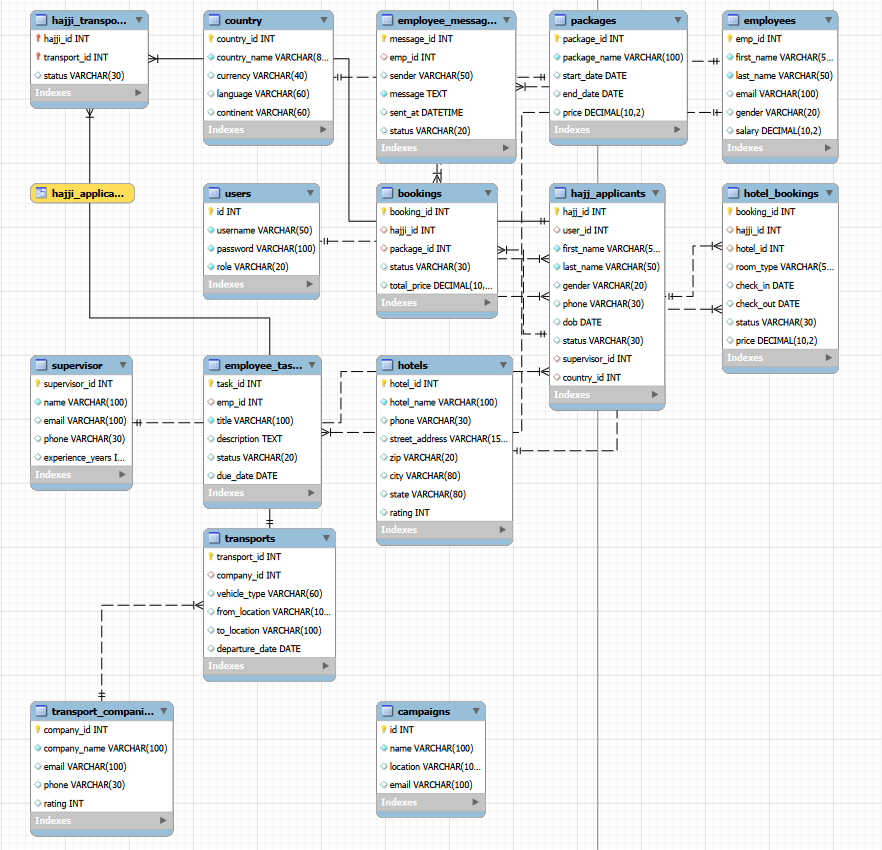 hajji_transpo...
hajji_id INT
transport_id INT
status VARCHAR(30)
Indexes
country
country_id INT
country_name VARCHAR(8...
currency VARCHAR(40)
language VARCHAR(60)
continent VARCHAR(60)
Indexes
employee_messag...
message_id INT
emp_id INT
sender VARCHAR(50)
message TEXT
sent_at DATETIME
status VARCHAR(20)
Indexes
packages
package_id INT
package_name VARCHAR(100)
start_date DATE
end_date DATE
price DECIMAL(10,2)
Indexes
employees
emp_id INT
first_name VARCHAR(5...
last_name VARCHAR(50)
email VARCHAR(100)
gender VARCHAR(20)
salary DECIMAL(10,2)
Indexes
hajji_applica...
users
id INT
username VARCHAR(50)
password VARCHAR(100)
role VARCHAR(20)
Indexes
bookings
booking_id INT
hajji_id INT
package_id INT
status VARCHAR(30)
total_price DECIMAL(10,...
Indexes
hajj_applicants
hajj_id INT
user_id INT
first_name VARCHAR(5...
last_name VARCHAR(50)
gender VARCHAR(20)
phone VARCHAR(30)
dob DATE
status VARCHAR(30)
supervisor_id INT
country_id INT
Indexes
hotel_bookings
booking_id INT
hajji_id INT
hotel_id INT
room_type VARCHAR(5...
check_in DATE
check_out DATE
status VARCHAR(30)
price DECIMAL(10,2)
Indexes
supervisor
supervisor_id INT
name VARCHAR(100)
email VARCHAR(100)
phone VARCHAR(30)
experience_years I...
Indexes
employee_tas...
task_id INT
emp_id INT
title VARCHAR(100)
description TEXT
status VARCHAR(20)
due_date DATE
Indexes
hotels
hotel_id INT
hotel_name VARCHAR(100)
phone VARCHAR(30)
street_address VARCHAR(15...
zip VARCHAR(20)
city VARCHAR(80)
state VARCHAR(80)
rating INT
Indexes
transports
transport_id INT
company_id INT
vehicle_type VARCHAR(60)
from_location VARCHAR(10...
to_location VARCHAR(100)
departure_date DATE
Indexes
transport_compani...
company_id INT
company_name VARCHAR(100)
email VARCHAR(100)
phone VARCHAR(30)
rating INT
Indexes
campaigns
id INT
name VARCHAR(100)
location VARCHAR(10...
email VARCHAR(100)
Indexes